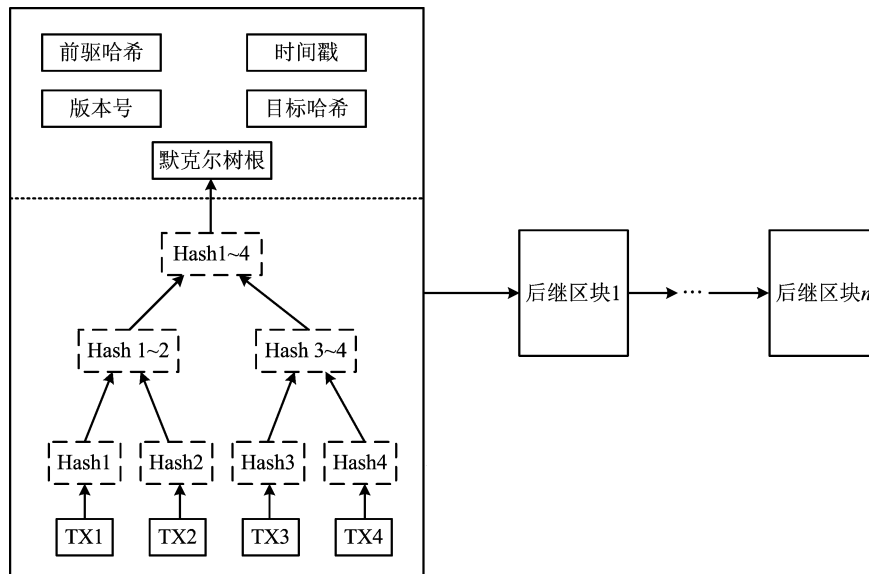 前驱哈希 时间戳
版本号 目标哈希
默克尔树根
Hash1~4
后继区块1 ··· 后继区块n
Hash 1~2 Hash 3~4
Hash1 Hash2 Hash3 Hash4
TX1 TX2 TX3 TX4